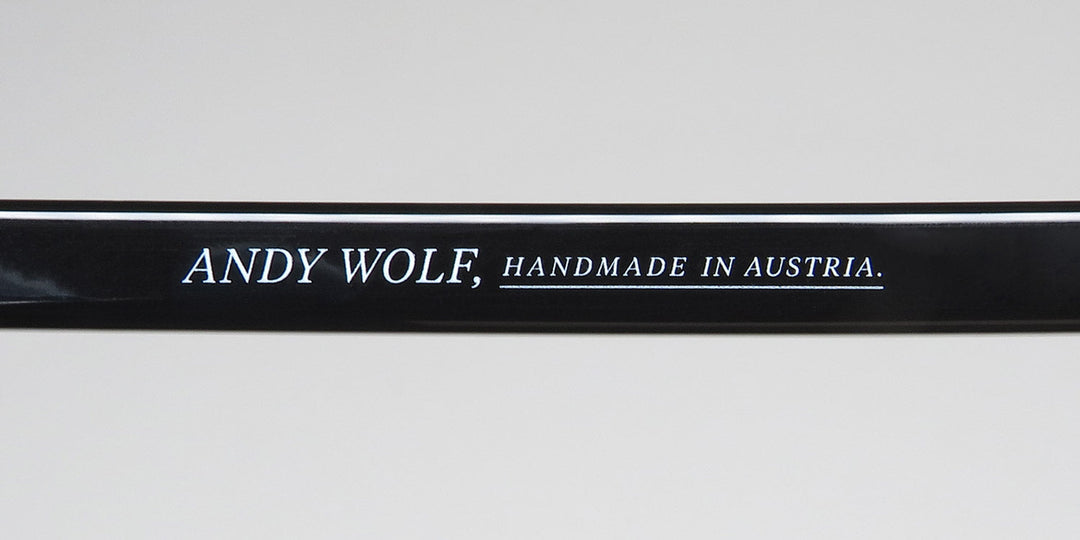 ANDY WOLF, HANDMADE IN AUSTRIA.